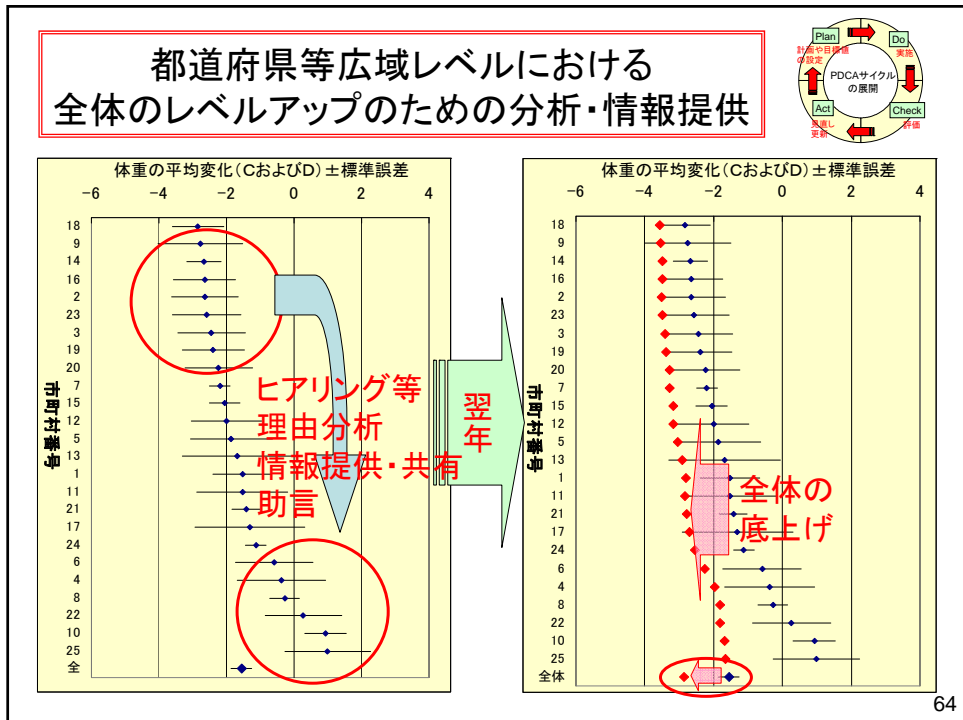 都道府県等広域レベルにおける
全体のレベルアップのための分析・情報提供
Plan
計画や目標値
の設定
Do
実施
PDCAサイクル
の展開
Act
見直し
更新
Check
評価
体重の平均変化(CおよびD)±標準誤差
-6 -4 -2 0 2 4
市町村番号
18
9
14
16
2
23
3
19
20
7
15
12
5
13
1
11
21
17
24
6
4
8
22
10
25
全
ヒアリング等
理由分析
情報提供・共有
助言
翌年
体重の平均変化(CおよびD)±標準誤差
-6 -4 -2 0 2 4
市町村番号
18
9
14
16
2
23
3
19
20
7
15
12
5
13
1
11
21
17
24
6
4
8
22
10
25
全体
全体の
底上げ
64